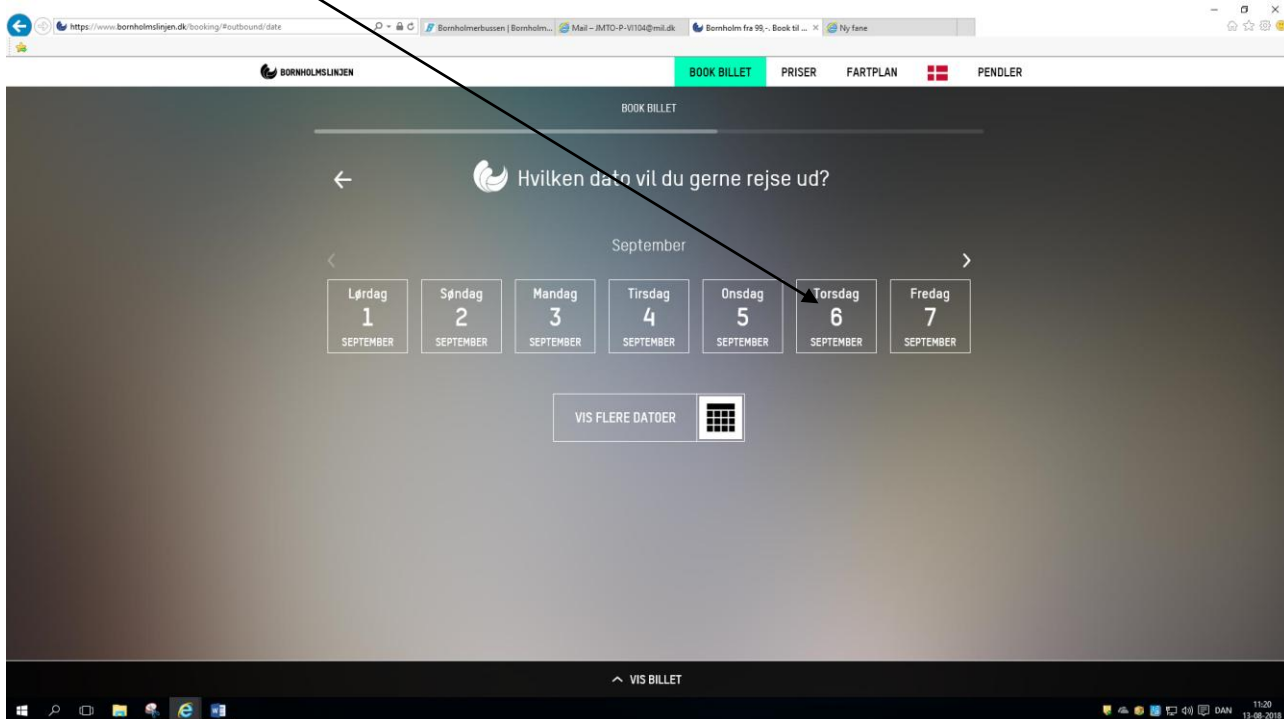 https://www.bornholmslinjen.dk/booking/#outbound/date
Bornholmerbussen | Bornholm...
Mail – JMTO-P-VI104@mil.dk
Bornholm fra 99,-. Book til ...
Ny fane
BORNHOLMSLINJEN
BOOK BILLET
PRISER
FARTPLAN
PENDLER
BOOK BILLET
Hvilken dato vil du gerne rejse ud?
September
Lørdag
1
SEPTEMBER
Søndag
2
SEPTEMBER
Mandag
3
SEPTEMBER
Tirsdag
4
SEPTEMBER
Onsdag
5
SEPTEMBER
Torsdag
6
SEPTEMBER
Fredag
7
SEPTEMBER
VIS FLERE DATOER
VIS BILLET
DAN
11:20
13-08-2018